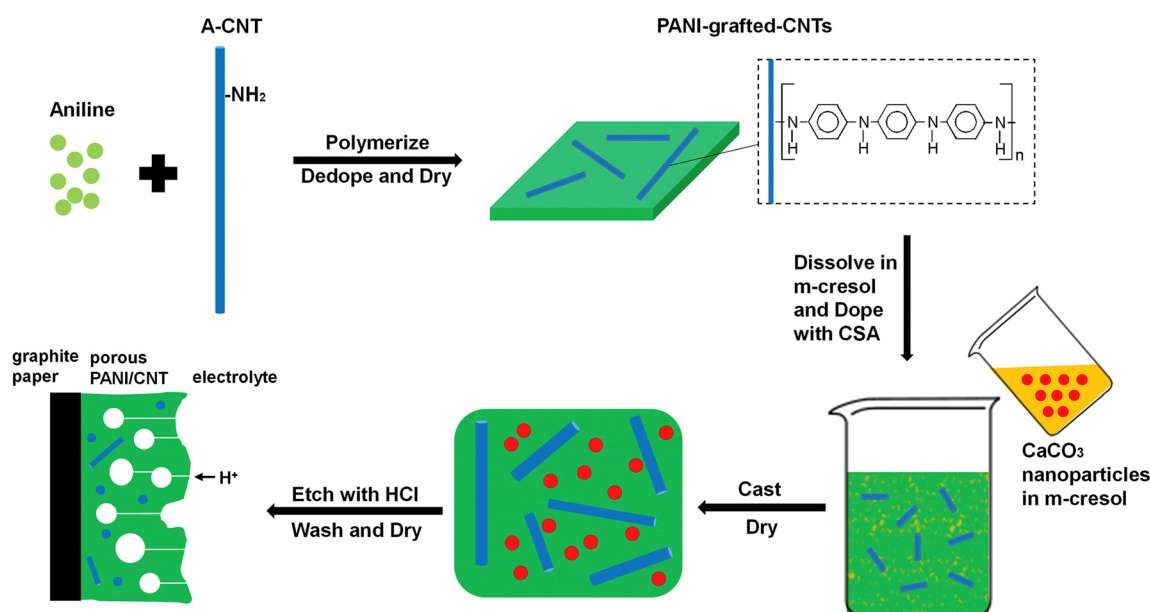 A-CNT
PANI-grafted-CNTs
-NH₂
Aniline
Polymerize
Dedope and Dry
N
H
N
H
N
H
N
H
n
Dissolve in
m-cresol
and Dope
with CSA
graphite
paper
porous
PANI/CNT
electrolyte
H⁺
Etch with HCl
Wash and Dry
Cast
Dry
CaCO₃
nanoparticles
in m-cresol